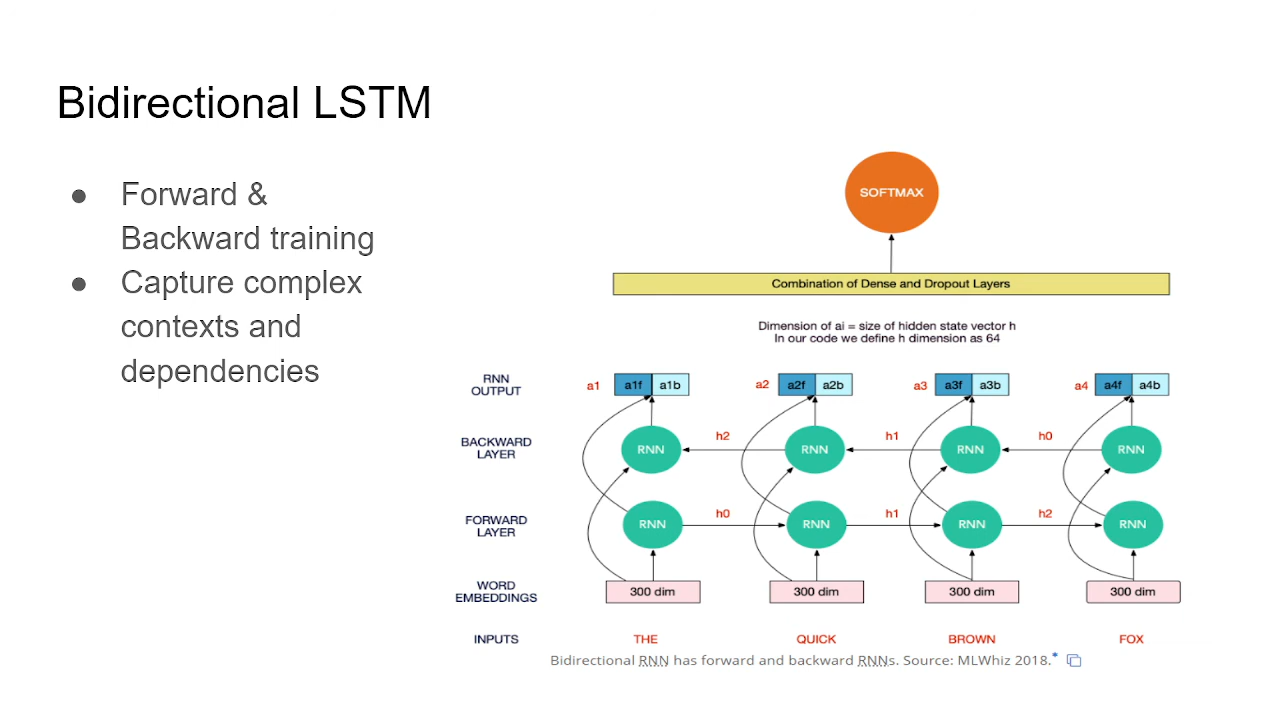 Bidirectional LSTM
● Forward &
Backward training
● Capture complex
contexts and
dependencies
SOFTMAX
Combination of Dense and Dropout Layers
Dimension of ai = size of hidden state vector h
In our code we define h dimension as 64
RNN
OUTPUT
a1 a1f a1b a2 a2f a2b a3 a3f a3b a4 a4f a4b
BACKWARD
LAYER
RNN h2 RNN h1 RNN h0 RNN
FORWARD
LAYER
RNN h0 RNN h1 RNN h2 RNN
WORD
EMBEDDINGS
300 dim 300 dim 300 dim 300 dim
INPUTS THE QUICK BROWN FOX
Bidirectional RNN has forward and backward RNNs. Source: MLWhiz 2018.*